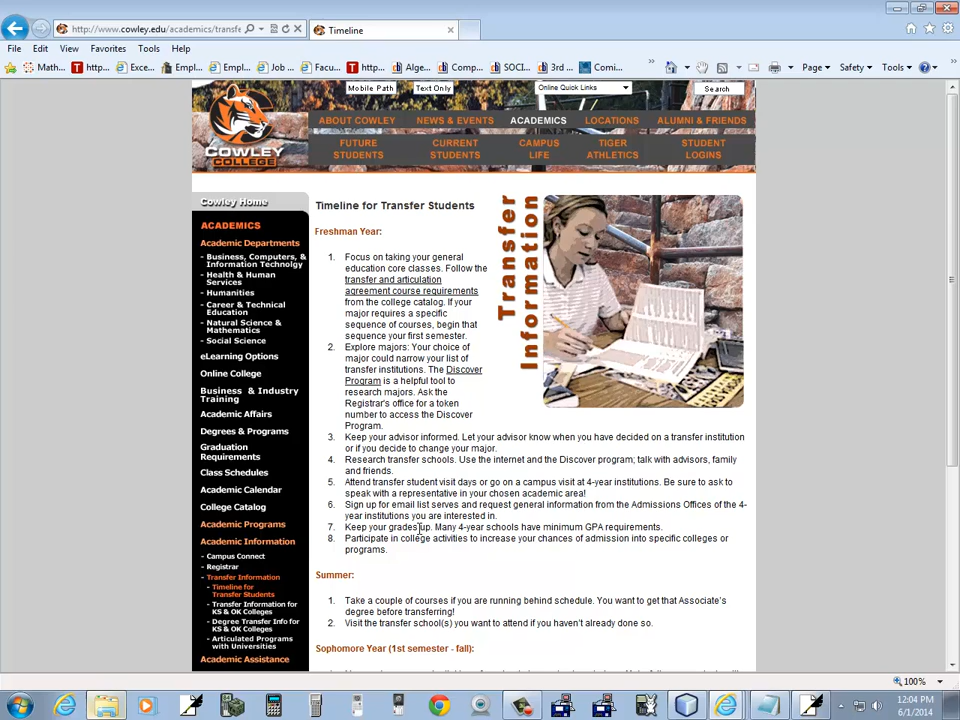 http://www.cowley.edu/academics/transfe
Timeline
File Edit View Favorites Tools Help
Math... http... Exce... Empl... Empl... Job ... Facu... http... Alge... Comp... SOCI... 3rd ... Comi...
Page Safety Tools
Mobile Path Text Only Online Quick Links Search
ABOUT COWLEY NEWS & EVENTS ACADEMICS LOCATIONS ALUMNI & FRIENDS
FUTURE STUDENTS CURRENT STUDENTS CAMPUS LIFE TIGER ATHLETICS STUDENT LOGINS
COWLEY
COLLEGE
Cowley Home
ACADEMICS
Academic Departments
- Business, Computers, &
Information Technolgy
- Health & Human
Services
- Humanities
- Career & Technical
Education
- Natural Science &
Mathematics
- Social Science
eLearning Options
Online College
Business & Industry
Training
Academic Affairs
Degrees & Programs
Graduation
Requirements
Class Schedules
Academic Calendar
College Catalog
Academic Programs
Academic Information
- Campus Connect
- Registrar
- Transfer Information
- Timeline for
Transfer Students
- Transfer Information for
KS & OK Colleges
- Degree Transfer Info for
KS & OK Colleges
- Articulated Programs
with Universities
Academic Assistance
Timeline for Transfer Students
Transfer
Information
Freshman Year:
1. Focus on taking your general
education core classes. Follow the
transfer and articulation
agreement course requirements
from the college catalog. If your
major requires a specific
sequence of courses, begin that
sequence your first semester.
2. Explore majors: Your choice of
major could narrow your list of
transfer institutions. The Discover
Program is a helpful tool to
research majors. Ask the
Registrar's office for a token
number to access the Discover
Program.
3. Keep your advisor informed. Let your advisor know when you have decided on a transfer institution
or if you decide to change your major.
4. Research transfer schools. Use the internet and the Discover program; talk with advisors, family
and friends.
5. Attend transfer student visit days or go on a campus visit at 4-year institutions. Be sure to ask to
speak with a representative in your chosen academic area!
6. Sign up for email list serves and request general information from the Admissions Offices of the 4-
year institutions you are interested in.
7. Keep your grades up. Many 4-year schools have minimum GPA requirements.
8. Participate in college activities to increase your chances of admission into specific colleges or
programs.
Summer:
1. Take a couple of courses if you are running behind schedule. You want to get that Associate's
degree before transferring!
2. Visit the transfer school(s) you want to attend if you haven't already done so.
Sophomore Year (1st semester - fall):
100%
12:04 PM
6/1/2014